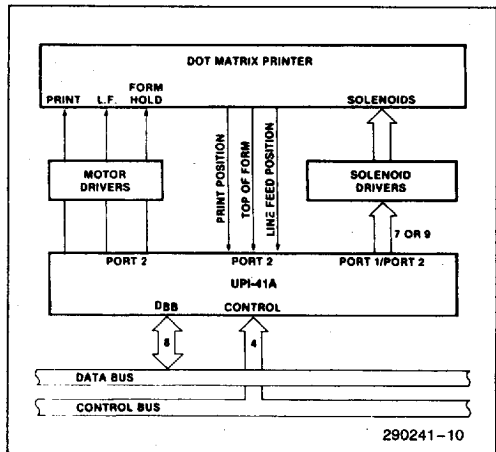 DOT MATRIX PRINTER
PRINT L.F. FORM HOLD SOLENOIDS
MOTOR DRIVERS
PRINT POSITION
TOP OF FORM
LINE FEED POSITION
SOLENOID DRIVERS
7 OR 9
PORT 2 PORT 2 PORT 1/PORT 2
UPI-41A
DBB CONTROL
8 4
DATA BUS
CONTROL BUS
290241-10